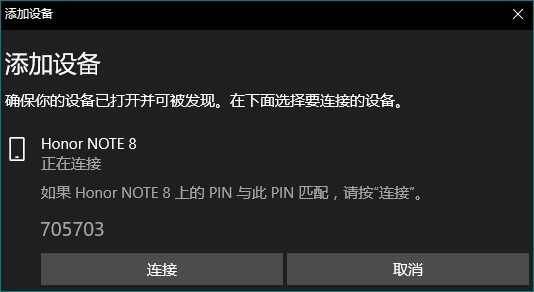 添加设备
添加设备
确保你的设备已打开并可被发现。在下面选择要连接的设备。
Honor NOTE 8
正在连接
如果 Honor NOTE 8 上的 PIN 与此 PIN 匹配，请按“连接”。
705703
连接 取消